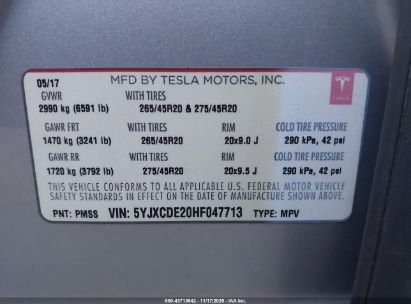 05/17 MFD BY TESLA MOTORS, INC.
GVWR WITH TIRES
2990 kg (6591 lb) 265/45R20 & 275/45R20
GAWR FRT WITH TIRES RIM COLD TIRE PRESSURE
1470 kg (3241 lb) 265/45R20 20x9.0 J 290 kPa, 42 psi
GAWR RR WITH TIRES RIM COLD TIRE PRESSURE
1720 kg (3792 lb) 275/45R20 20x9.5 J 290 kPa, 42 psi
THIS VEHICLE CONFORMS TO ALL APPLICABLE U.S. FEDERAL MOTOR VEHICLE
SAFETY STANDARDS IN EFFECT ON THE DATE OF MANUFACTURE SHOWN ABOVE.
PNT: PMSS VIN: 5YJXCDE20HF047713 TYPE: MPV